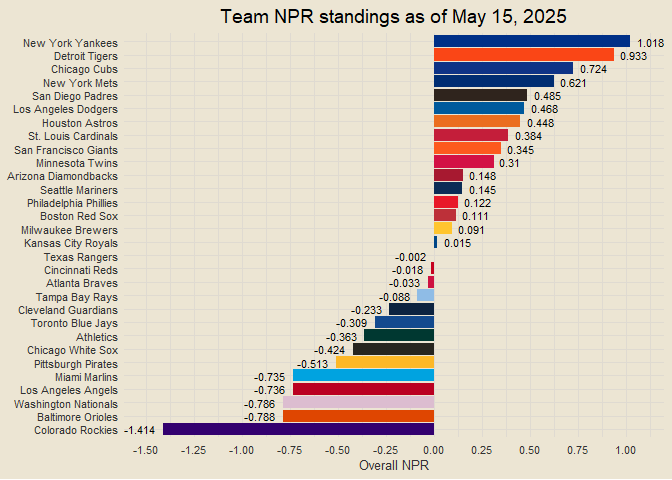 Team NPR standings as of May 15, 2025
New York Yankees 1.018
Detroit Tigers 0.933
Chicago Cubs 0.724
New York Mets 0.621
San Diego Padres 0.485
Los Angeles Dodgers 0.468
Houston Astros 0.448
St. Louis Cardinals 0.384
San Francisco Giants 0.345
Minnesota Twins 0.31
Arizona Diamondbacks 0.148
Seattle Mariners 0.145
Philadelphia Phillies 0.122
Boston Red Sox 0.111
Milwaukee Brewers 0.091
Kansas City Royals 0.015
Texas Rangers -0.002
Cincinnati Reds -0.018
Atlanta Braves -0.033
Tampa Bay Rays -0.088
Cleveland Guardians -0.233
Toronto Blue Jays -0.309
Athletics -0.363
Chicago White Sox -0.424
Pittsburgh Pirates -0.513
Miami Marlins -0.735
Los Angeles Angels -0.736
Washington Nationals -0.786
Baltimore Orioles -0.788
Colorado Rockies -1.414
-1.50 -1.25 -1.00 -0.75 -0.50 -0.25 0.00 0.25 0.50 0.75 1.00
Overall NPR